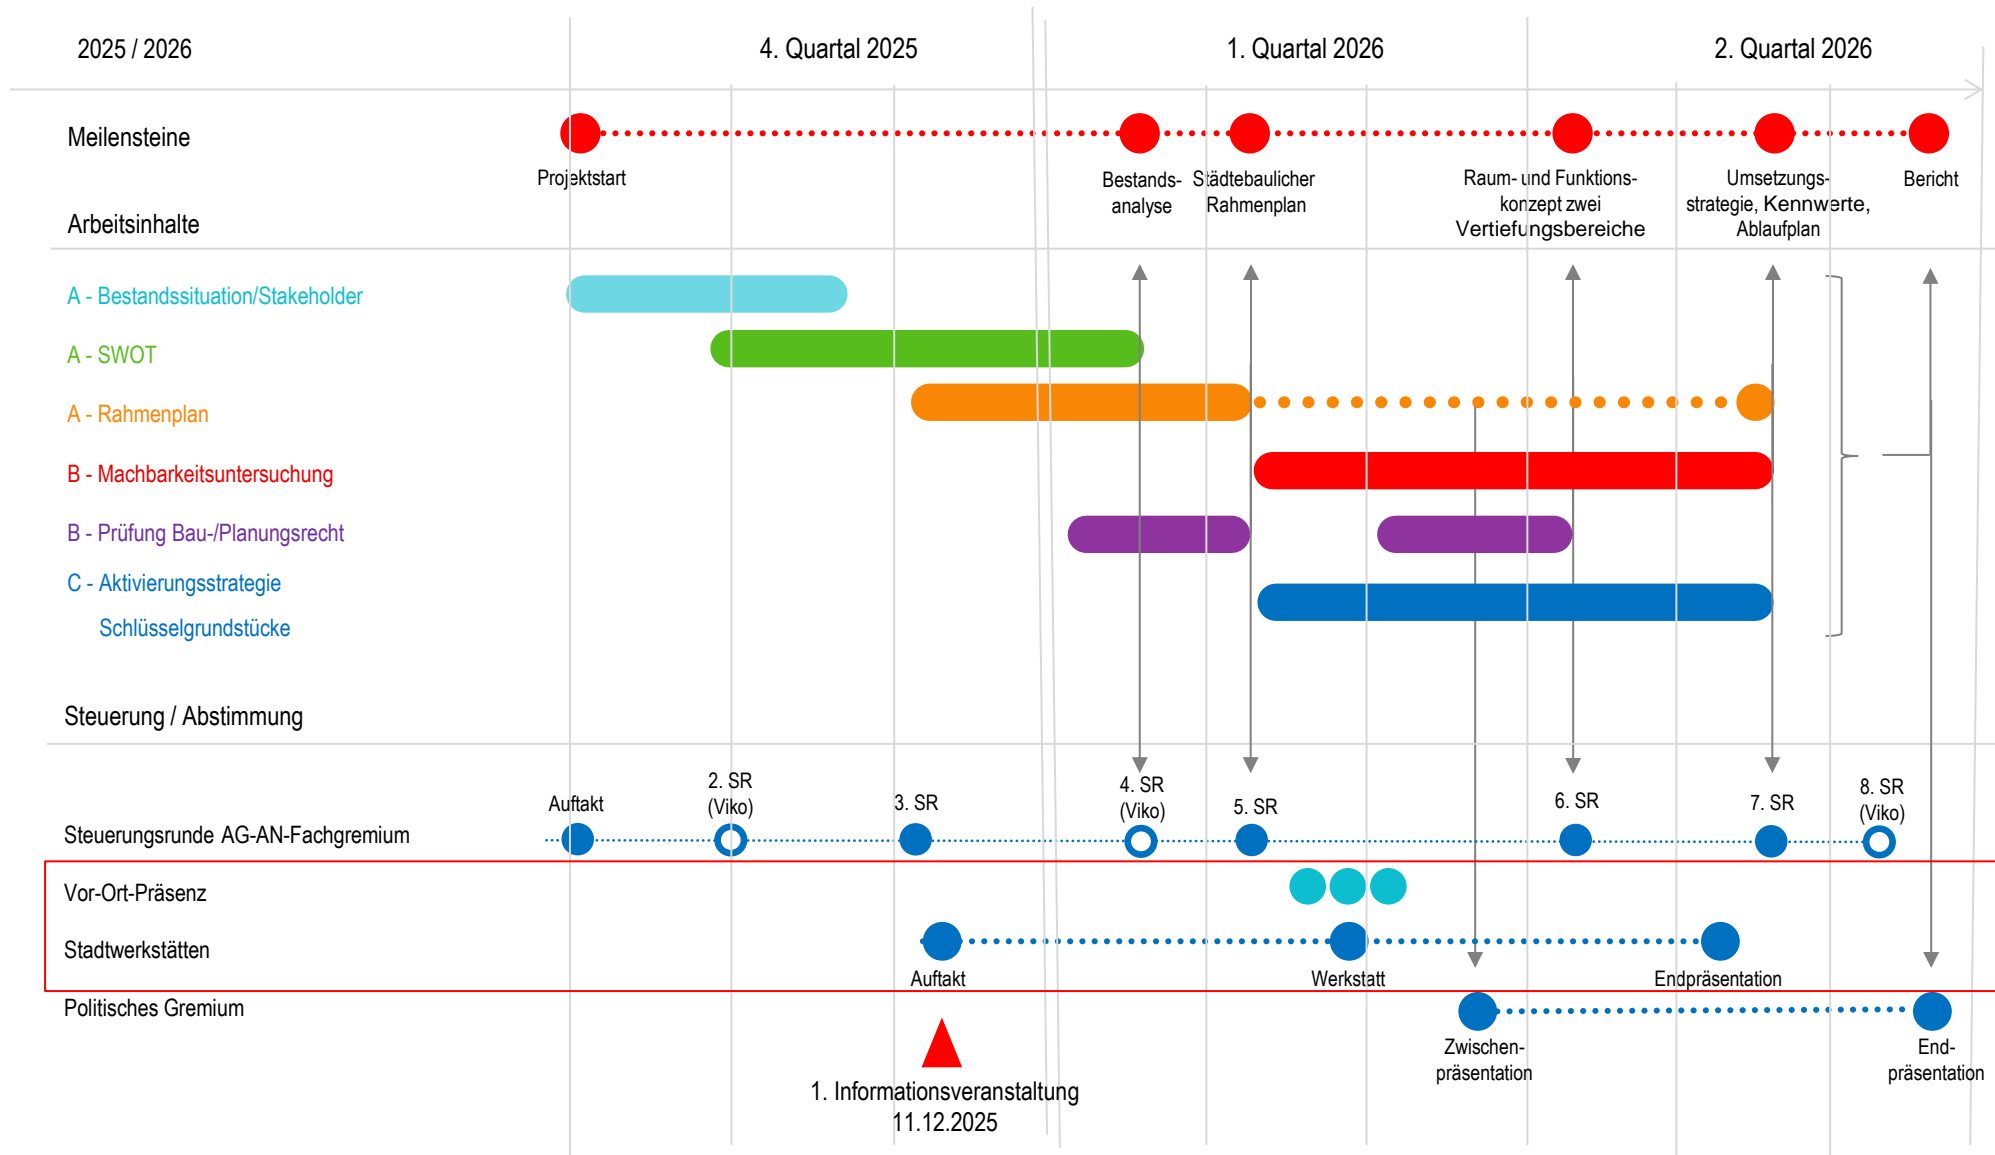 2025 / 2026
4. Quartal 2025
1. Quartal 2026
2. Quartal 2026
Meilensteine
Projektstart
Bestands-
analyse
Städtebaulicher
Rahmenplan
Raum- und Funktions-
konzept zwei
Vertiefungsbereiche
Umsetzungs-
strategie, Kennwerte,
Ablaufplan
Bericht
Arbeitsinhalte
A - Bestandssituation/Stakeholder
A - SWOT
A - Rahmenplan
B - Machbarkeitsuntersuchung
B - Prüfung Bau-/Planungsrecht
C - Aktivierungsstrategie
Schlüsselgrundstücke
Steuerung / Abstimmung
Auftakt
2. SR
(Viko)
3. SR
4. SR
(Viko)
5. SR
6. SR
7. SR
8. SR
(Viko)
Steuerungsrunde AG-AN-Fachgremium
Vor-Ort-Präsenz
Stadtwerkstätten
Auftakt
Werkstatt
Endpräsentation
Politisches Gremium
Zwischen-
präsentation
End-
präsentation
1. Informationsveranstaltung
11.12.2025